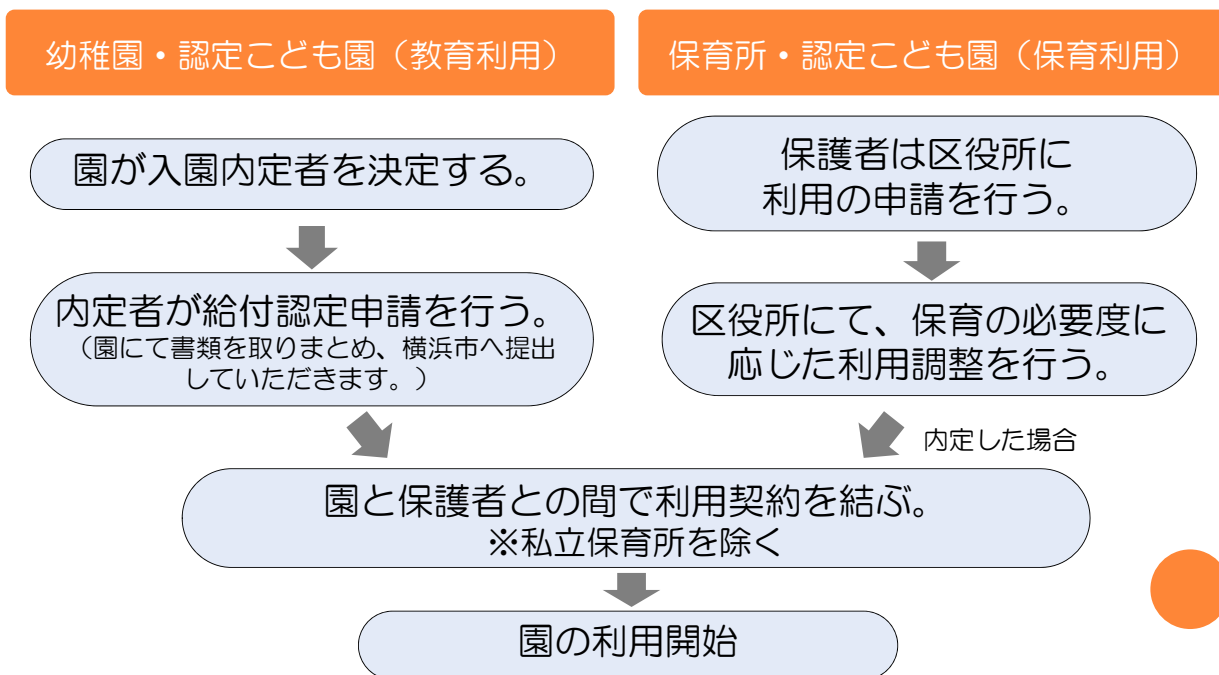 幼稚園・認定こども園（教育利用）
園が入園内定者を決定する。
内定者が給付認定申請を行う。
（園にて書類を取りまとめ、横浜市へ提出
していただきます。）
保育所・認定こども園（保育利用）
保護者は区役所に
利用の申請を行う。
区役所にて、保育の必要度に
応じた利用調整を行う。
内定した場合
園と保護者との間で利用契約を結ぶ。
※私立保育所を除く
園の利用開始